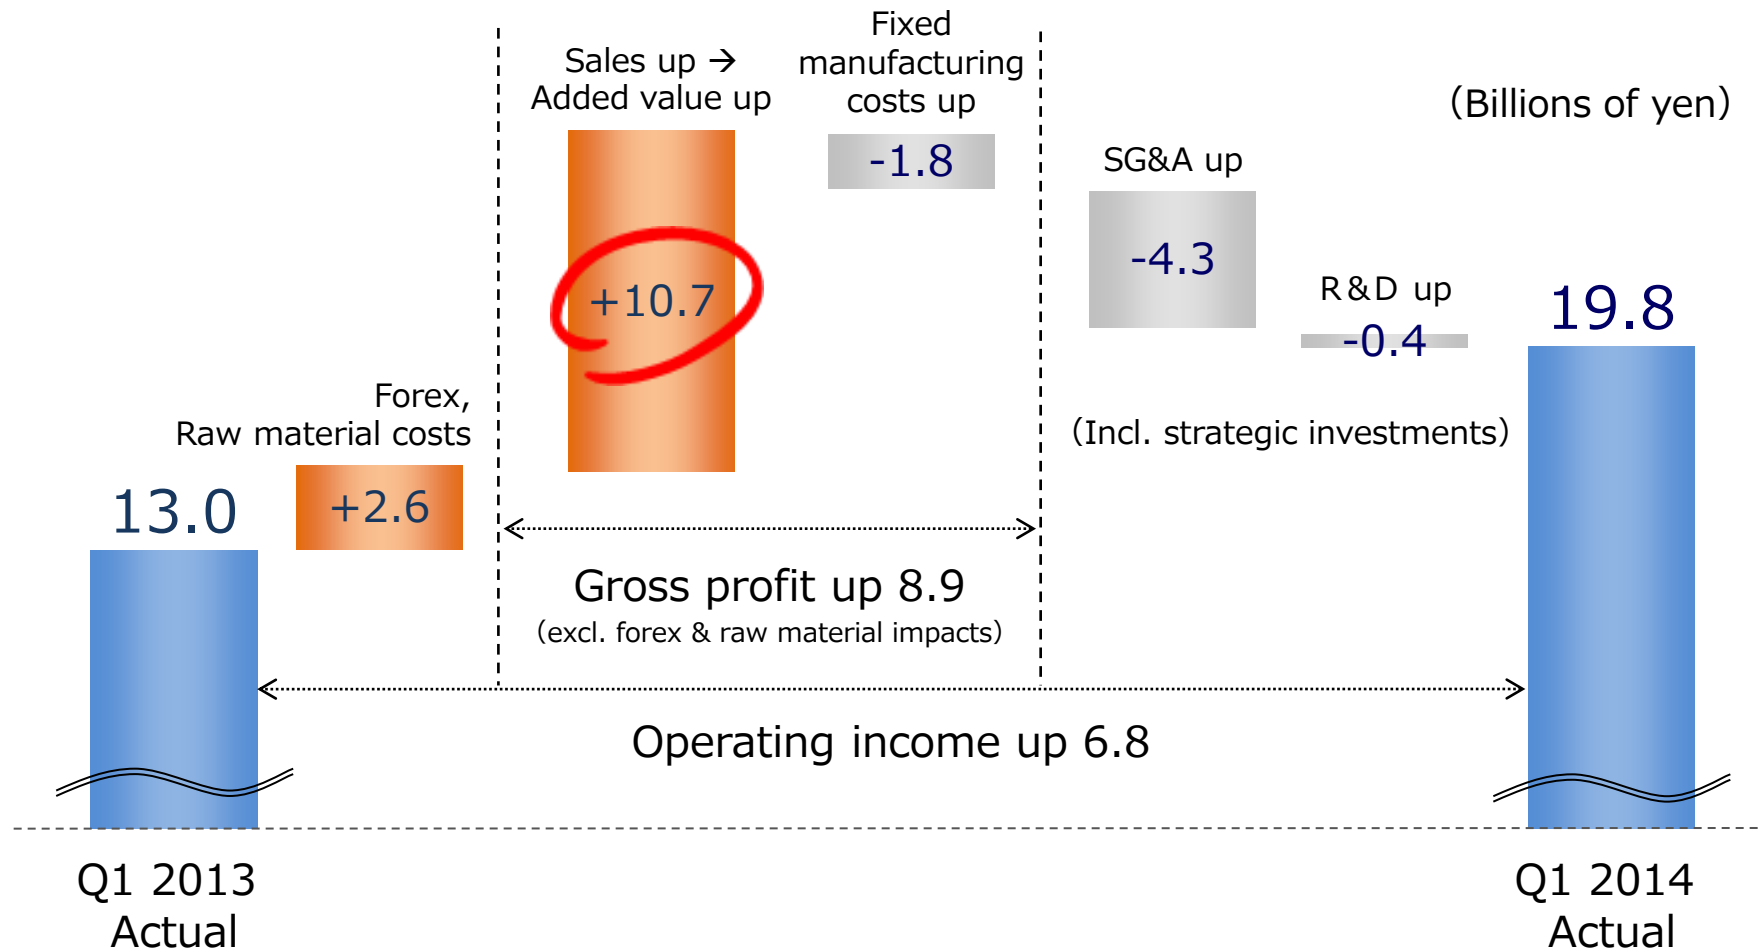 (Billions of yen)
13.0
Forex,
Raw material costs
+2.6
Sales up →
Added value up
+10.7
Fixed
manufacturing
costs up
-1.8
SG&A up
-4.3
R&D up
-0.4
(Incl. strategic investments)
19.8
Gross profit up 8.9
(excl. forex & raw material impacts)
Operating income up 6.8
Q1 2013
Actual
Q1 2014
Actual